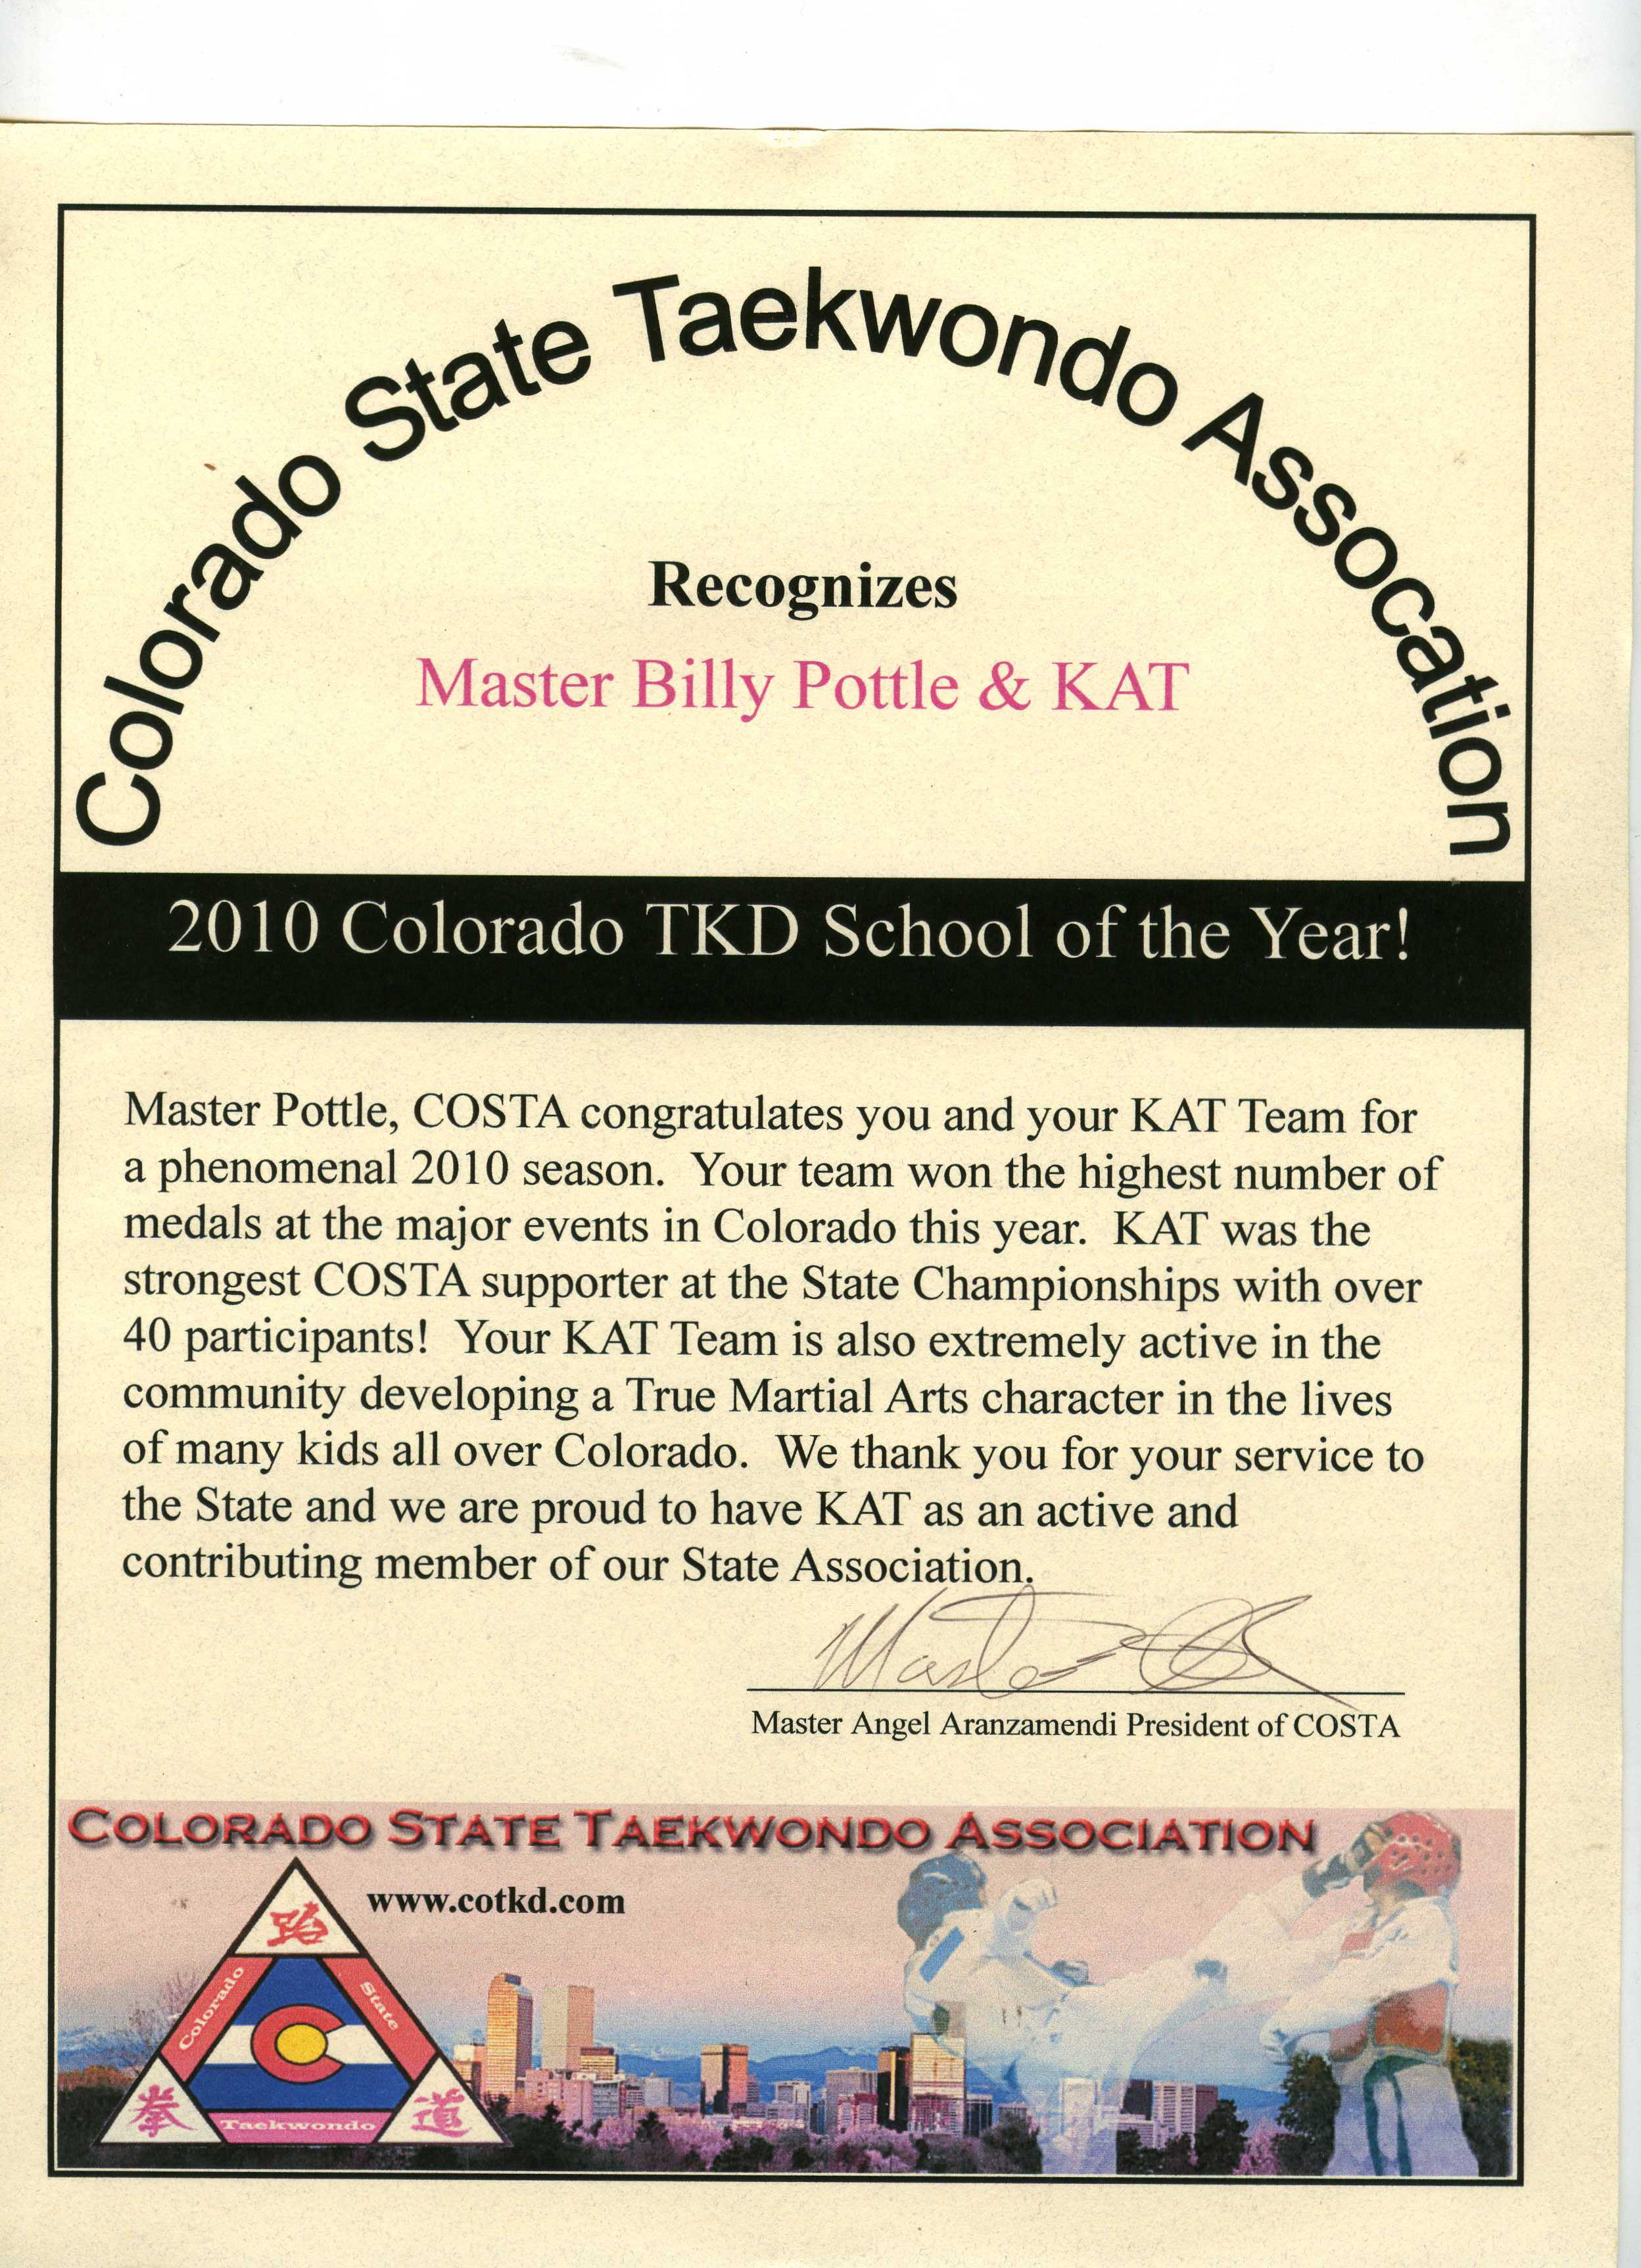 Colorado State Taekwondo Assocation
Recognizes
Master Billy Pottle & KAT
2010 Colorado TKD School of the Year!
Master Pottle, COSTA congratulates you and your KAT Team for
a phenomenal 2010 season.  Your team won the highest number of
medals at the major events in Colorado this year.  KAT was the
strongest COSTA supporter at the State Championships with over
40 participants!  Your KAT Team is also extremely active in the
community developing a True Martial Arts character in the lives
of many kids all over Colorado.  We thank you for your service to
the State and we are proud to have KAT as an active and
contributing member of our State Association.
Master Angel Aranzamendi President of COSTA
COLORADO STATE TAEKWONDO ASSOCIATION
www.cotkd.com
跆
Colorado
State
拳
Taekwondo
道